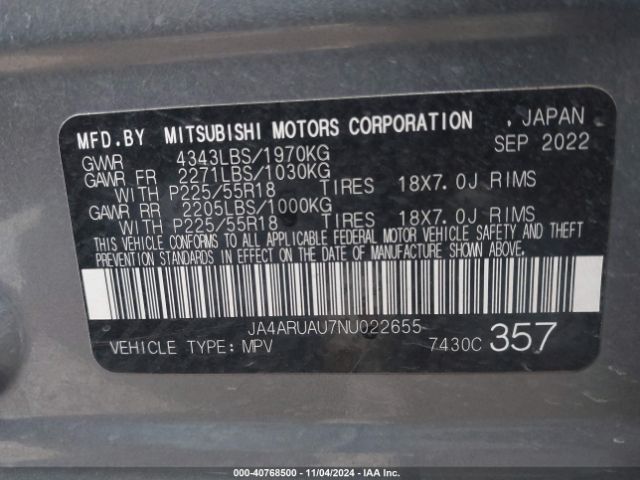 MFD.BY MITSUBISHI MOTORS CORPORATION , JAPAN
SEP 2022
GVWR 4343LBS/1970KG
GAWR FR 2271LBS/1030KG
WITH P225/55R18 TIRES 18X7.0J RIMS
GAWR RR 2205LBS/1000KG
WITH P225/55R18 TIRES 18X7.0J RIMS
THIS VEHICLE CONFORMS TO ALL APPLICABLE FEDERAL MOTOR VEHICLE SAFETY AND THEFT
PREVENTION STANDARDS IN EFFECT ON THE DATE OF MANUFACTURE SHOWN ABOVE.
JA4ARUAU7NU022655
VEHICLE TYPE: MPV 7430C 357
000-40768500 - 11/04/2024 - IAA Inc.